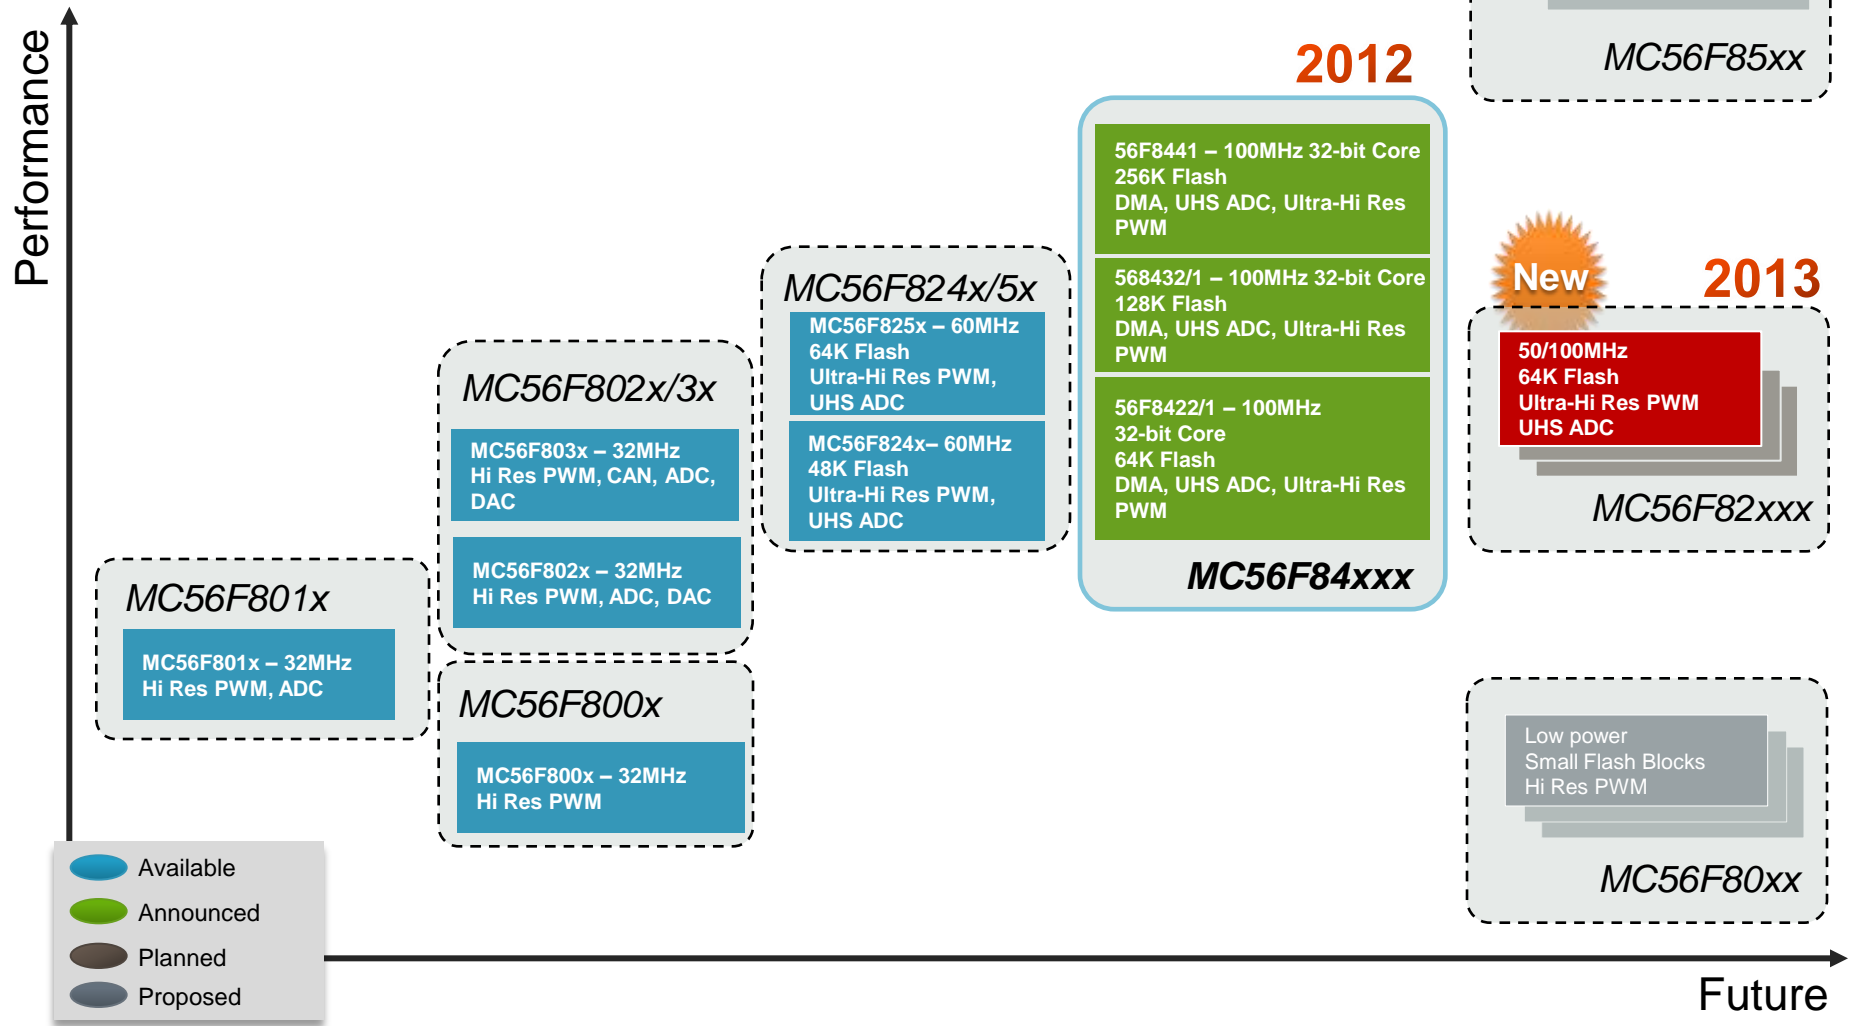 Performance
MC56F85xx
2012
56F8441 – 100MHz 32-bit Core
256K Flash
DMA, UHS ADC, Ultra-Hi Res
PWM
568432/1 – 100MHz 32-bit Core
128K Flash
DMA, UHS ADC, Ultra-Hi Res
PWM
56F8422/1 – 100MHz
32-bit Core
64K Flash
DMA, UHS ADC, Ultra-Hi Res
PWM
MC56F84xxx
New
2013
50/100MHz
64K Flash
Ultra-Hi Res PWM
UHS ADC
MC56F82xxx
MC56F824x/5x
MC56F825x – 60MHz
64K Flash
Ultra-Hi Res PWM,
UHS ADC
MC56F824x– 60MHz
48K Flash
Ultra-Hi Res PWM,
UHS ADC
MC56F802x/3x
MC56F803x – 32MHz
Hi Res PWM, CAN, ADC,
DAC
MC56F802x – 32MHz
Hi Res PWM, ADC, DAC
MC56F801x
MC56F801x – 32MHz
Hi Res PWM, ADC
MC56F800x
MC56F800x – 32MHz
Hi Res PWM
Low power
Small Flash Blocks
Hi Res PWM
MC56F80xx
Available
Announced
Planned
Proposed
Future